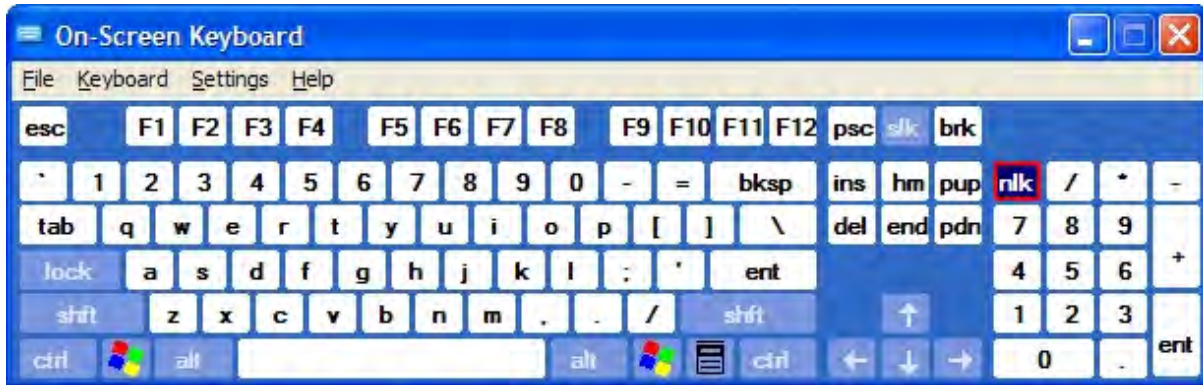 On-Screen Keyboard
File Keyboard Settings Help
esc F1 F2 F3 F4 F5 F6 F7 F8 F9 F10 F11 F12 psc slk brk
` 1 2 3 4 5 6 7 8 9 0 - = bksp ins hm pup nlk / * -
tab q w e r t y u i o p [ ] \ del end pdn 7 8 9 +
lock a s d f g h j k l ; ' ent 4 5 6
shft z x c v b n m , . / shft ↑ 1 2 3 ent
ctrl alt alt ctrl ← ↓ → 0 .